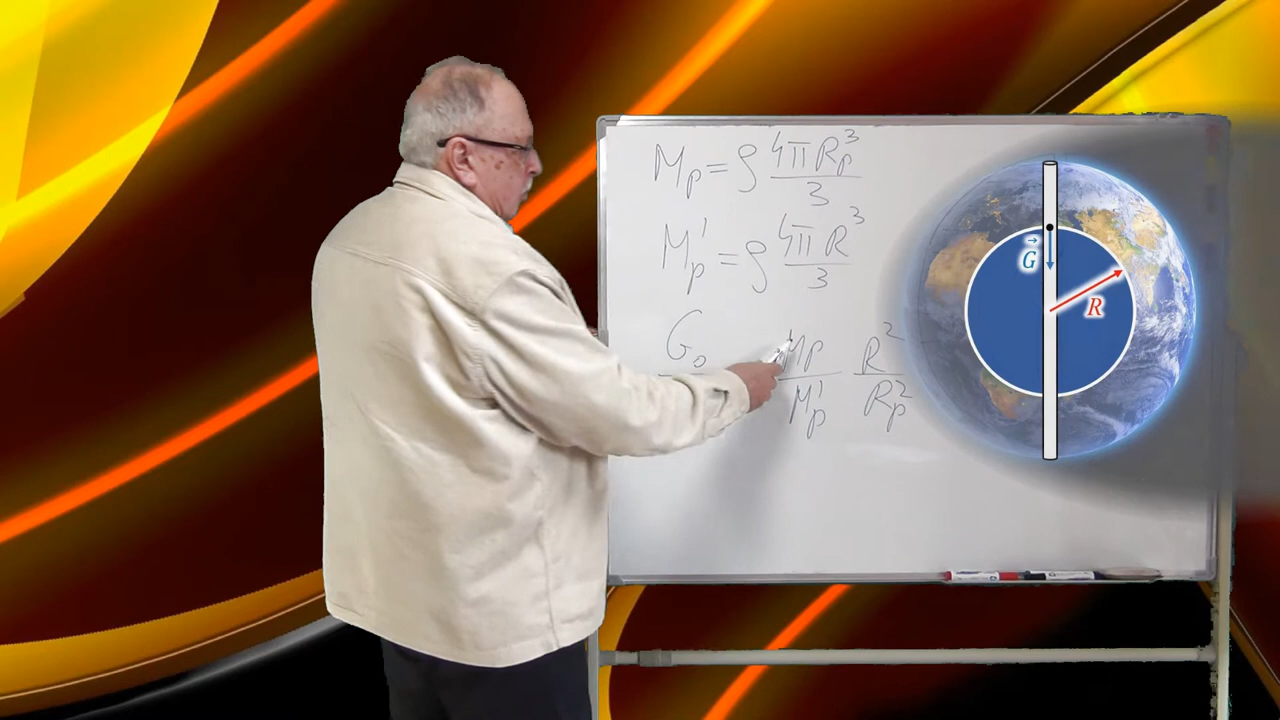 Mp = ρ 4πRp³/3
M'p = ρ 4πR³/3
G₀ Mp/M'p R²/Rp²
G⃗
R